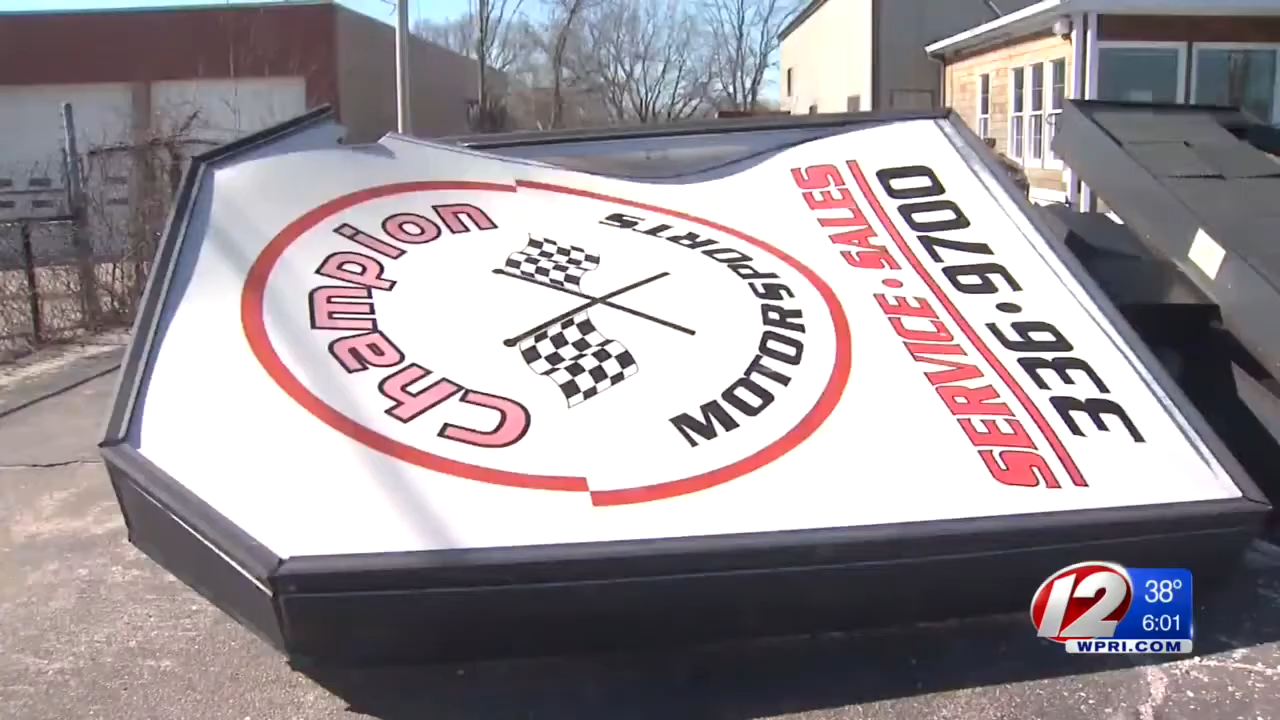 Champion
MOTORSPORTS
SERVICE • SALES
336•9700
12
38°
6:01
WPRI.COM